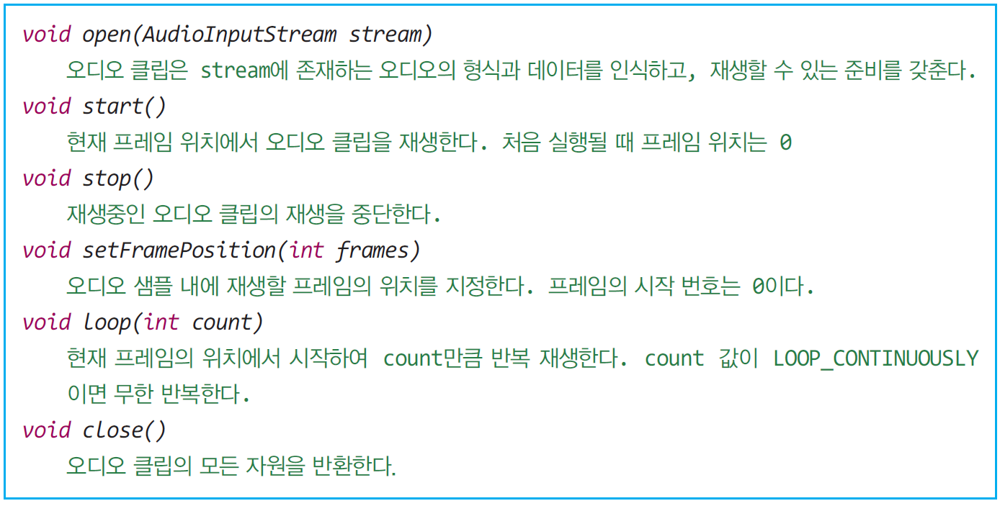 void open(AudioInputStream stream)
오디오 클립은 stream에 존재하는 오디오의 형식과 데이터를 인식하고, 재생할 수 있는 준비를 갖춘다.
void start()
현재 프레임 위치에서 오디오 클립을 재생한다. 처음 실행될 때 프레임 위치는 0
void stop()
재생중인 오디오 클립의 재생을 중단한다.
void setFramePosition(int frames)
오디오 샘플 내에 재생할 프레임의 위치를 지정한다. 프레임의 시작 번호는 0이다.
void loop(int count)
현재 프레임의 위치에서 시작하여 count만큼 반복 재생한다. count 값이 LOOP_CONTINUOUSLY
이면 무한 반복한다.
void close()
오디오 클립의 모든 자원을 반환한다.